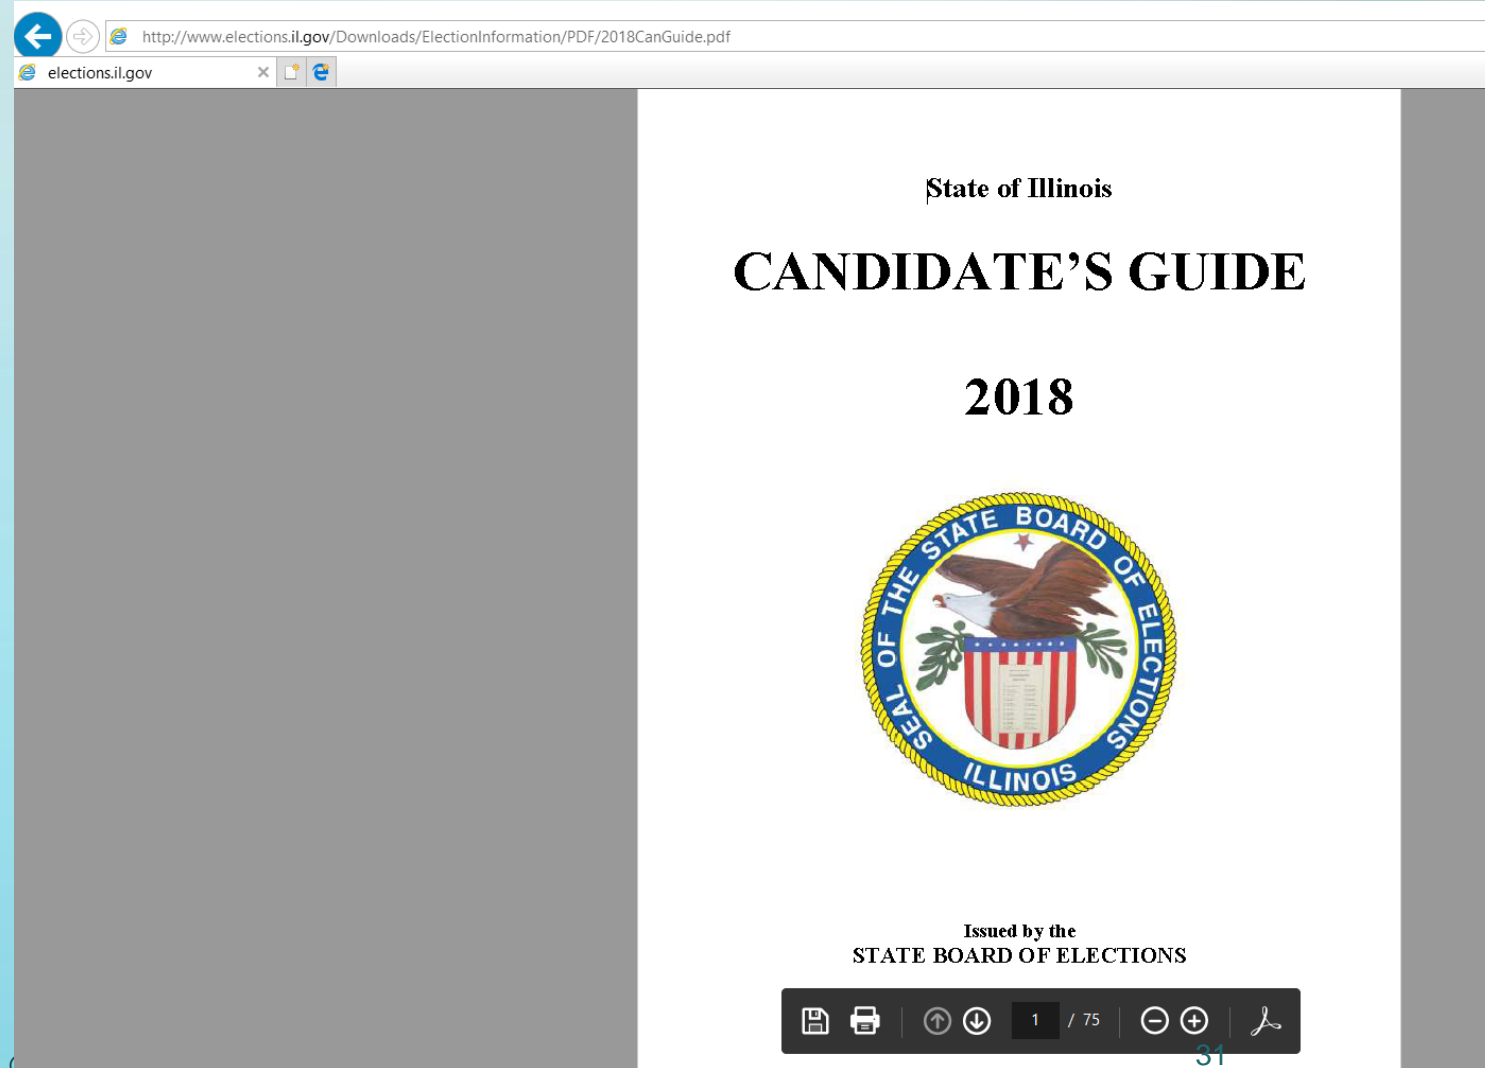 http://www.elections.il.gov/Downloads/ElectionInformation/PDF/2018CanGuide.pdf
elections.il.gov
State of Illinois
CANDIDATE’S GUIDE
2018
SEAL OF THE STATE BOARD OF ELECTIONS
ILLINOIS
Issued by the
STATE BOARD OF ELECTIONS
1 / 75
31